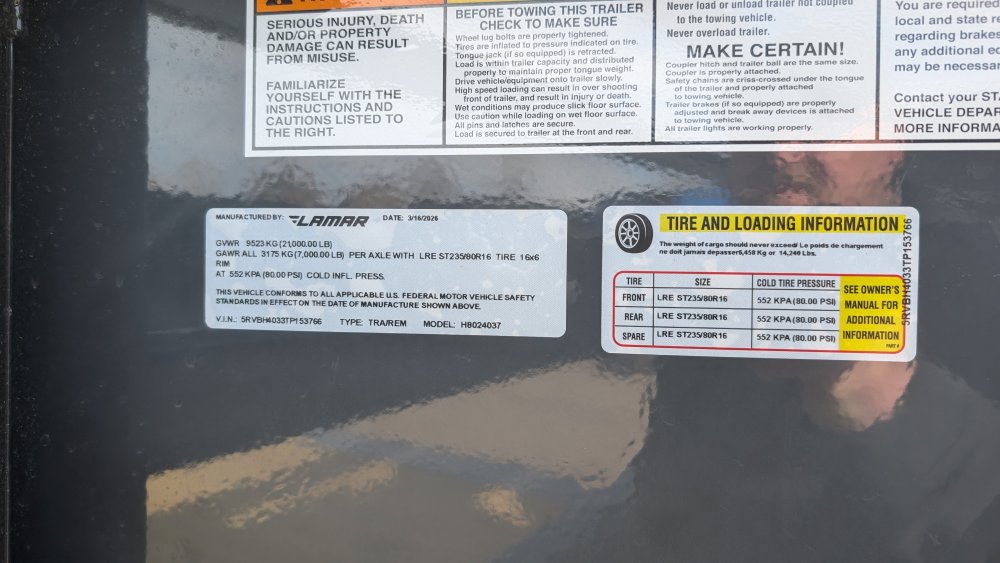 SERIOUS INJURY, DEATH
AND/OR PROPERTY
DAMAGE CAN RESULT
FROM MISUSE.
FAMILIARIZE
YOURSELF WITH THE
INSTRUCTIONS AND
CAUTIONS LISTED TO
THE RIGHT.
BEFORE TOWING THIS TRAILER
CHECK TO MAKE SURE
Wheel lug bolts are properly tightened.
Tires are inflated to pressure indicated on tire.
Tongue jack (if so equipped) is retracted.
Load is within trailer capacity and distributed
properly to maintain proper tongue weight.
Drive vehicle/equipment onto trailer slowly.
High speed loading can result in over shooting
front of trailer, and result in injury or death.
Wet conditions may produce slick floor surface.
Use caution while loading on wet floor surface.
All pins and latches are secure.
Load is secured to trailer at the front and rear.
Never load or unload trailer not coupled
to the towing vehicle.
Never overload trailer.
MAKE CERTAIN!
Coupler hitch and trailer ball are the same size.
Coupler is properly attached.
Safety chains are criss-crossed under the tongue
of the trailer and properly attached
to towing vehicle.
Trailer brakes (if so equipped) are properly
adjusted and break away devices is attached
to towing vehicle.
All trailer lights are working properly.
You are required
local and state
regarding brakes
any additional
may be necessar
Contact your
VEHICLE DEPAR
MORE INFORMA
MANUFACTURED BY: LAMAR DATE: 3/16/2026
GVWR 9523 KG (21,000.00 LB)
GAWR ALL 3175 KG (7,000.00 LB) PER AXLE WITH LRE ST235/80R16 TIRE 16x6
RIM
AT 552 KPA (80.00 PSI) COLD INFL. PRESS.
THIS VEHICLE CONFORMS TO ALL APPLICABLE U.S. FEDERAL MOTOR VEHICLE SAFETY
STANDARDS IN EFFECT ON THE DATE OF MANUFACTURE SHOWN ABOVE.
V.I.N.: 5RVBH4033TP153766 TYPE: TRA/REM MODEL: H8024037
TIRE AND LOADING INFORMATION
The weight of cargo should never exceed/ Le poids de chargement
ne doit jamais depasser6,458 Kg or 14,240 Lbs.
TIRE SIZE COLD TIRE PRESSURE
FRONT LRE ST235/80R16 552 KPA (80.00 PSI)
REAR LRE ST235/80R16 552 KPA (80.00 PSI)
SPARE LRE ST235/80R16 552 KPA (80.00 PSI)
SEE OWNER'S
MANUAL FOR
ADDITIONAL
INFORMATION
PART #
5RVBH4033TP153766